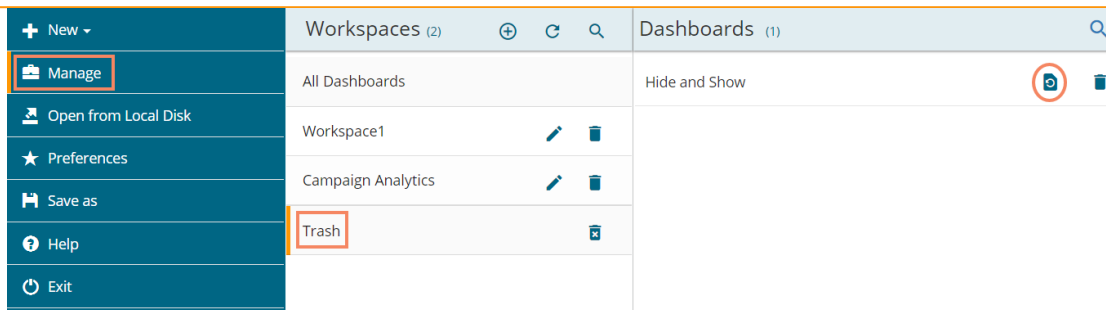 New
Manage
Open from Local Disk
Preferences
Save as
Help
Exit
Workspaces (2)
All Dashboards
Workspace1
Campaign Analytics
Trash
Dashboards (1)
Hide and Show